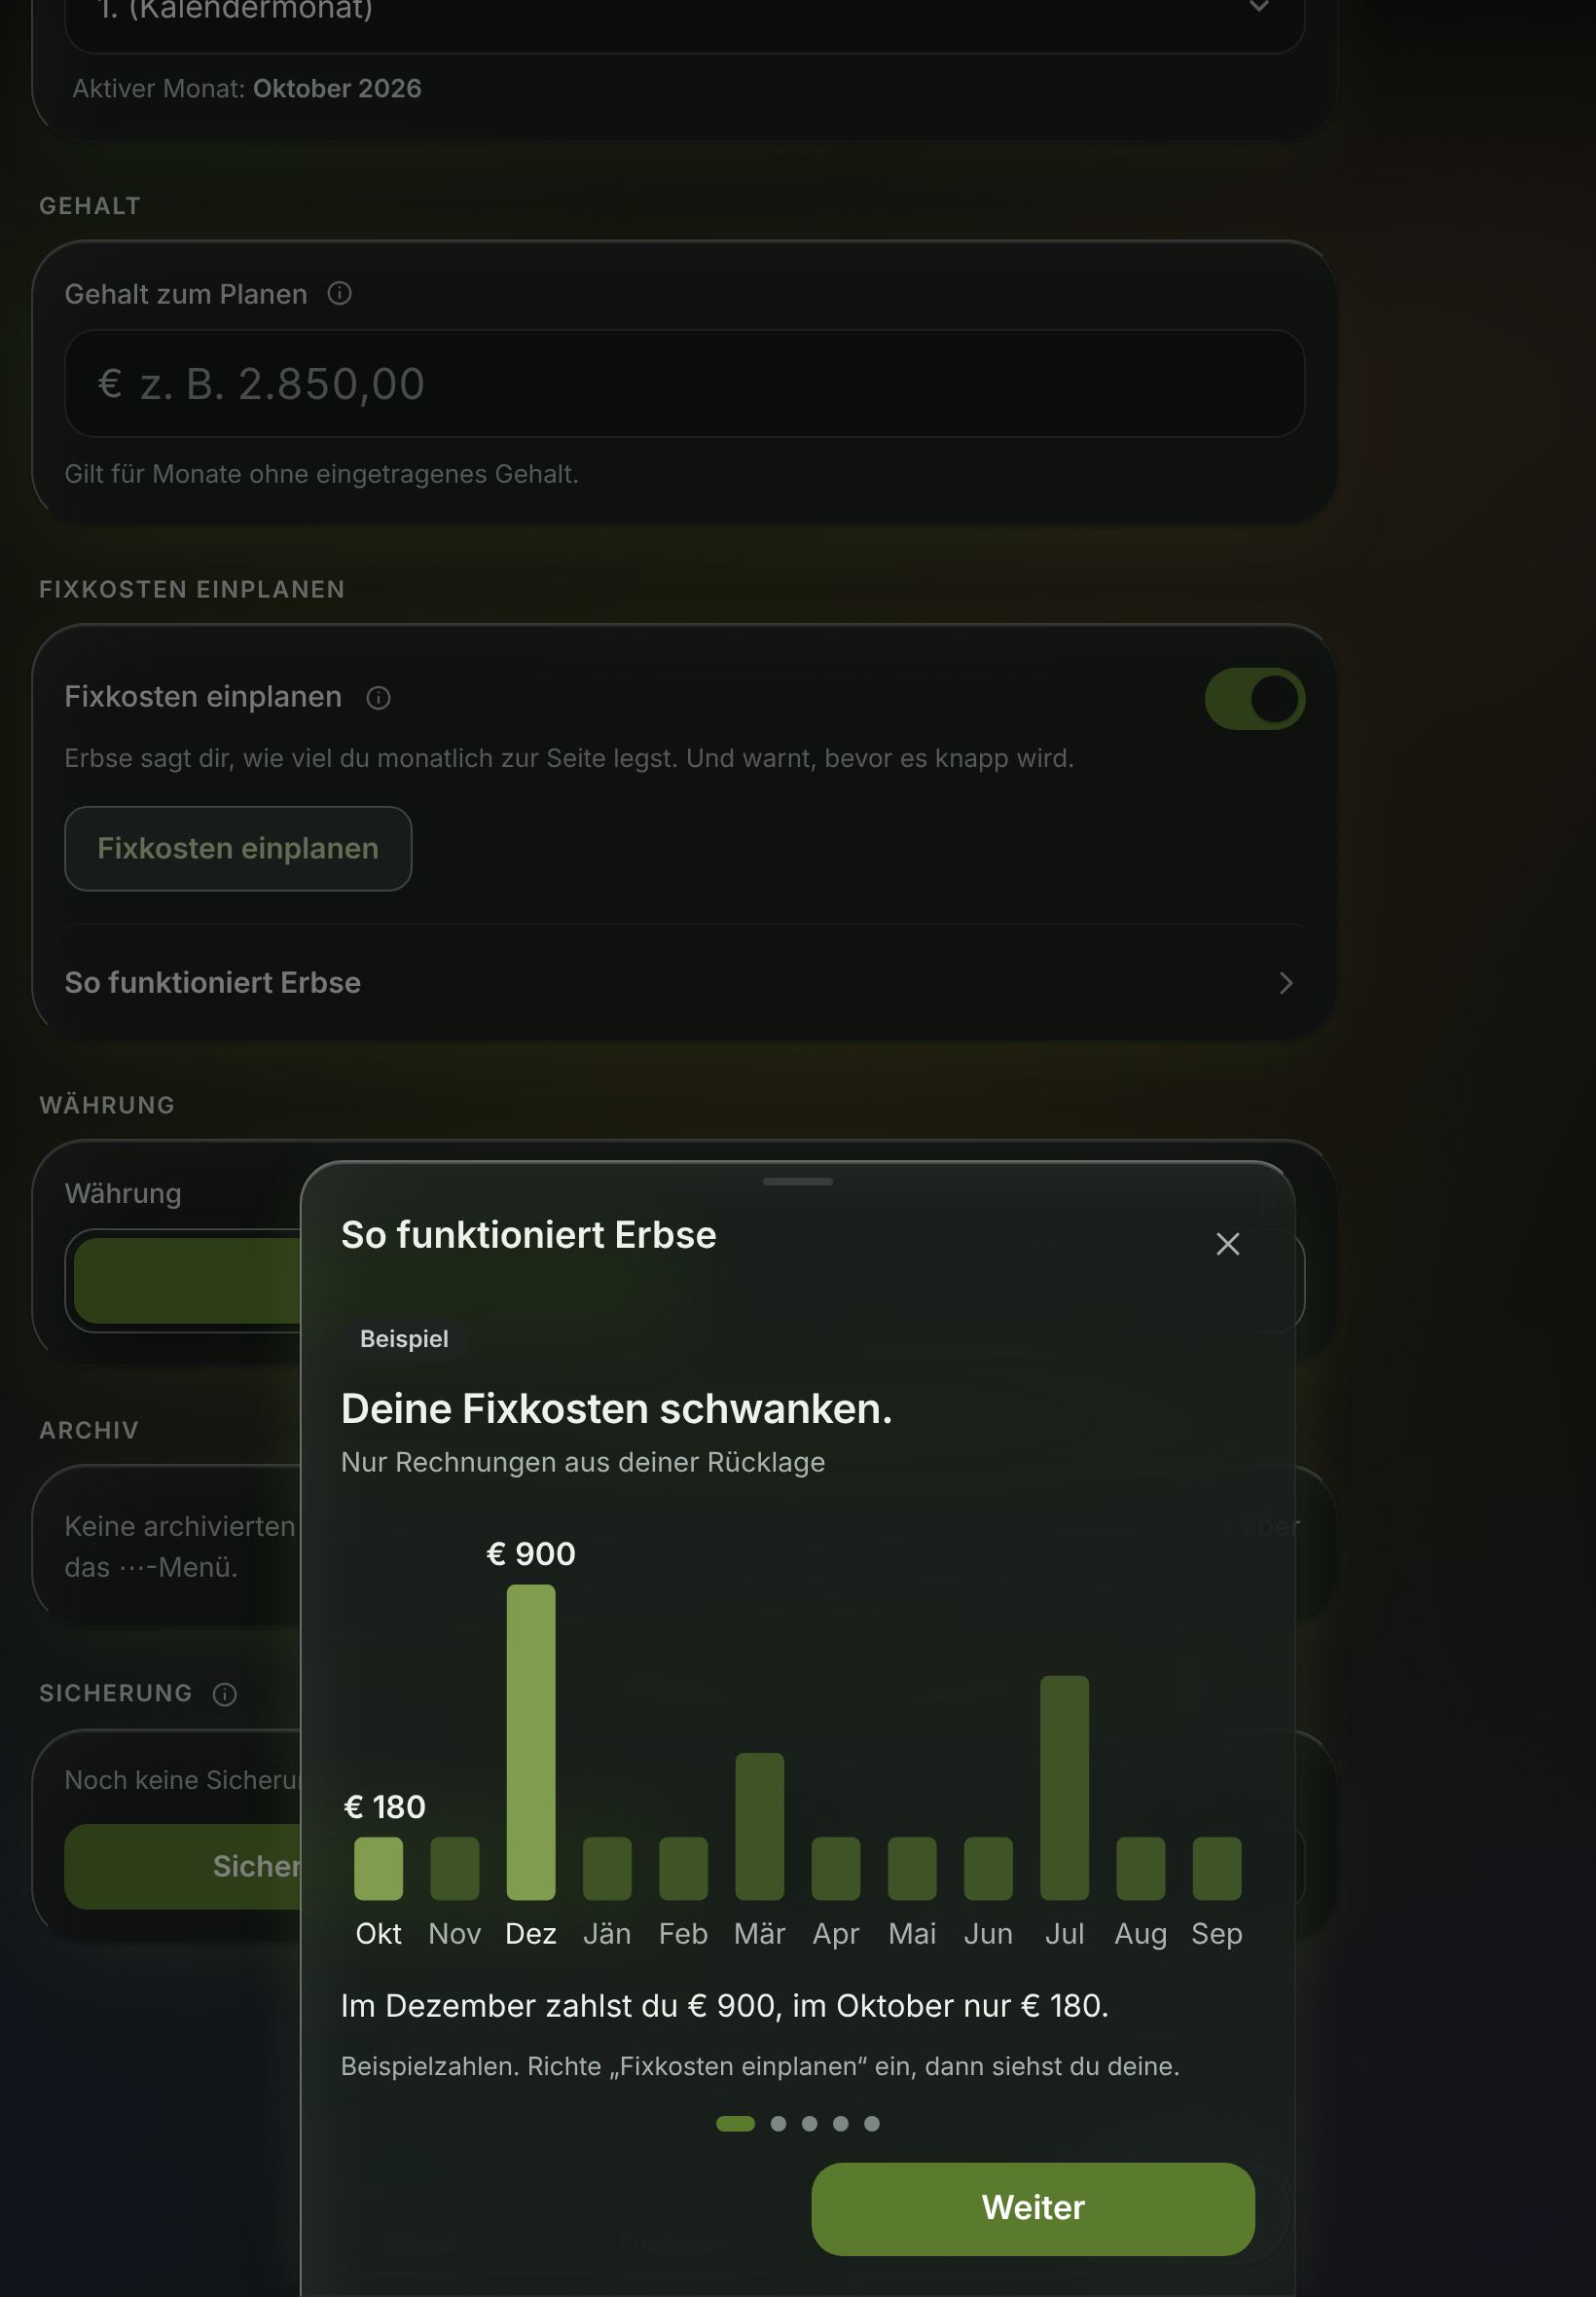 1. (Kalendermonat)
Aktiver Monat: Oktober 2026
GEHALT
Gehalt zum Planen
€ z. B. 2.850,00
Gilt für Monate ohne eingetragenes Gehalt.
FIXKOSTEN EINPLANEN
Fixkosten einplanen
Erbse sagt dir, wie viel du monatlich zur Seite legst. Und warnt, bevor es knapp wird.
Fixkosten einplanen
So funktioniert Erbse
WÄHRUNG
Währung
ARCHIV
Keine archivierten
über
das ···-Menü.
SICHERUNG
Noch keine Sicheru
Sicher
So funktioniert Erbse
Beispiel
Deine Fixkosten schwanken.
Nur Rechnungen aus deiner Rücklage
€ 900
€ 180
Okt Nov Dez Jän Feb Mär Apr Mai Jun Jul Aug Sep
Im Dezember zahlst du € 900, im Oktober nur € 180.
Beispielzahlen. Richte „Fixkosten einplanen“ ein, dann siehst du deine.
Weiter